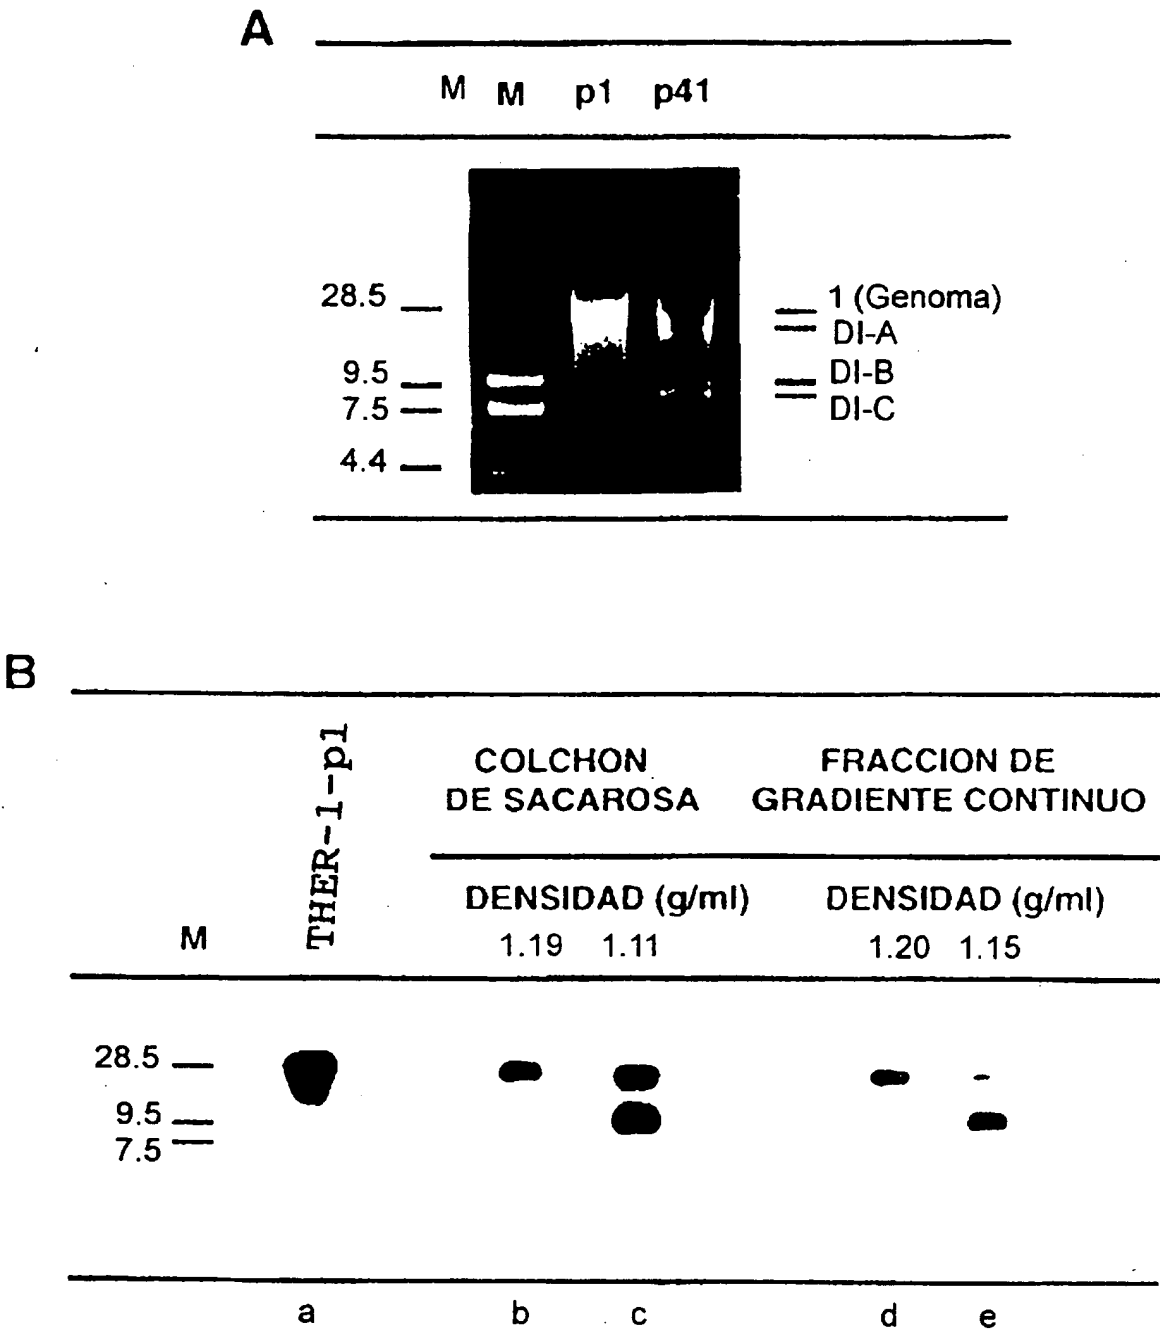 A
M M p1 p41
28.5
9.5
7.5
4.4
1 (Genoma)
DI-A
DI-B
DI-C
B
M
THER-1-p1
COLCHON
DE SACAROSA
FRACCION DE
GRADIENTE CONTINUO
DENSIDAD (g/ml)
DENSIDAD (g/ml)
1.19 1.11
1.20 1.15
28.5
9.5
7.5
a b c d e